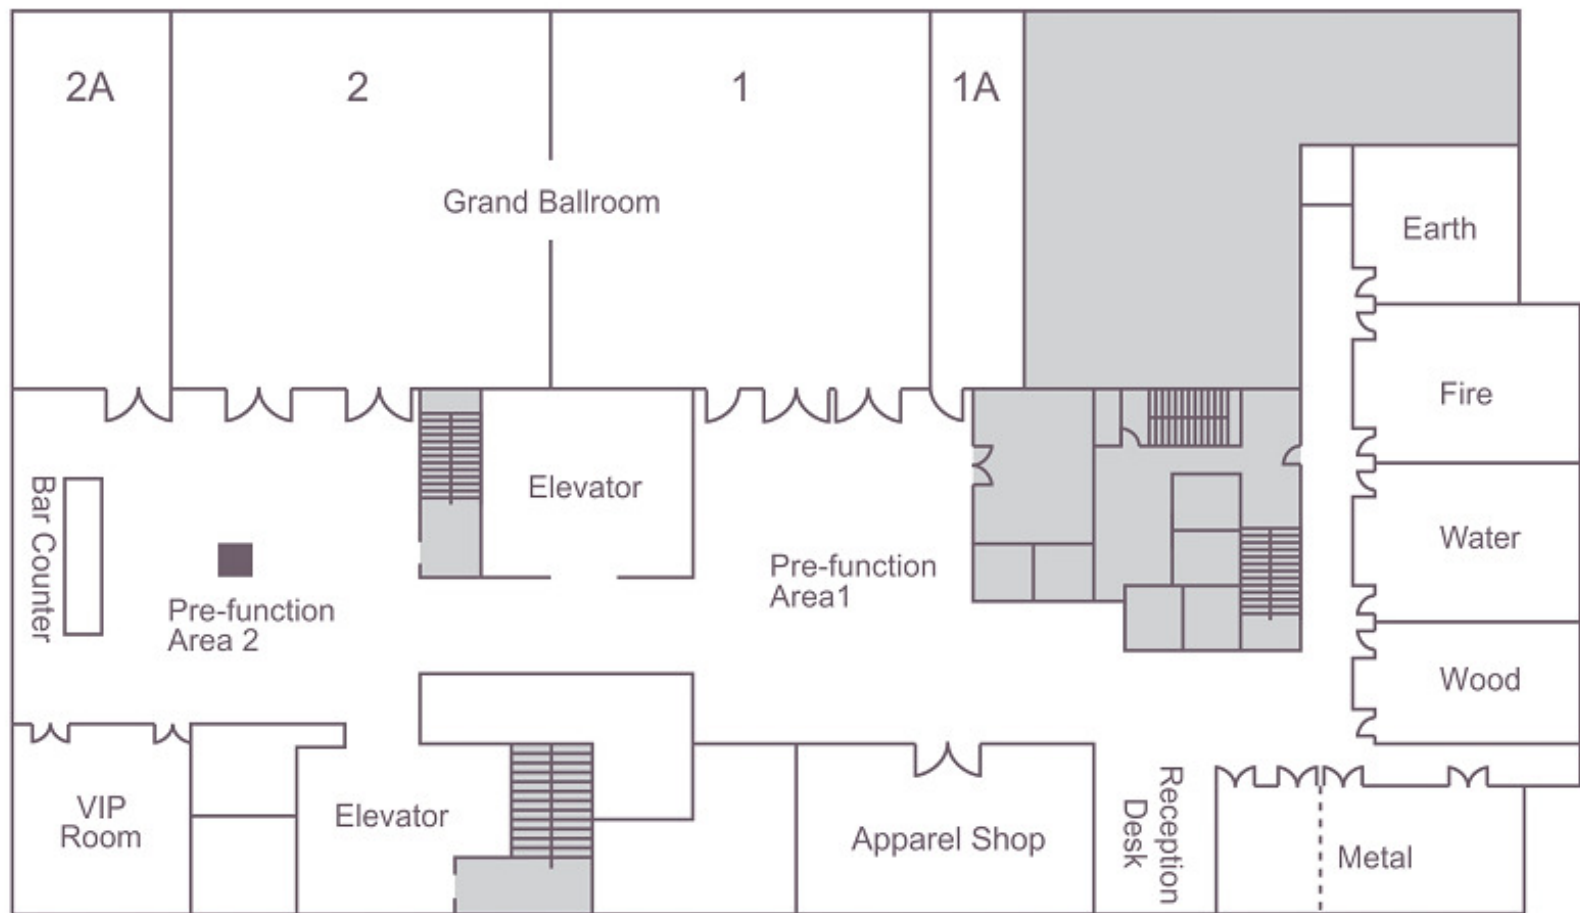 2A
2
1
1A
Grand Ballroom
Earth
Fire
Elevator
Bar Counter
Water
Pre-function
Area1
Pre-function
Area 2
Wood
VIP
Room
Elevator
Apparel Shop
Reception
Desk
Metal